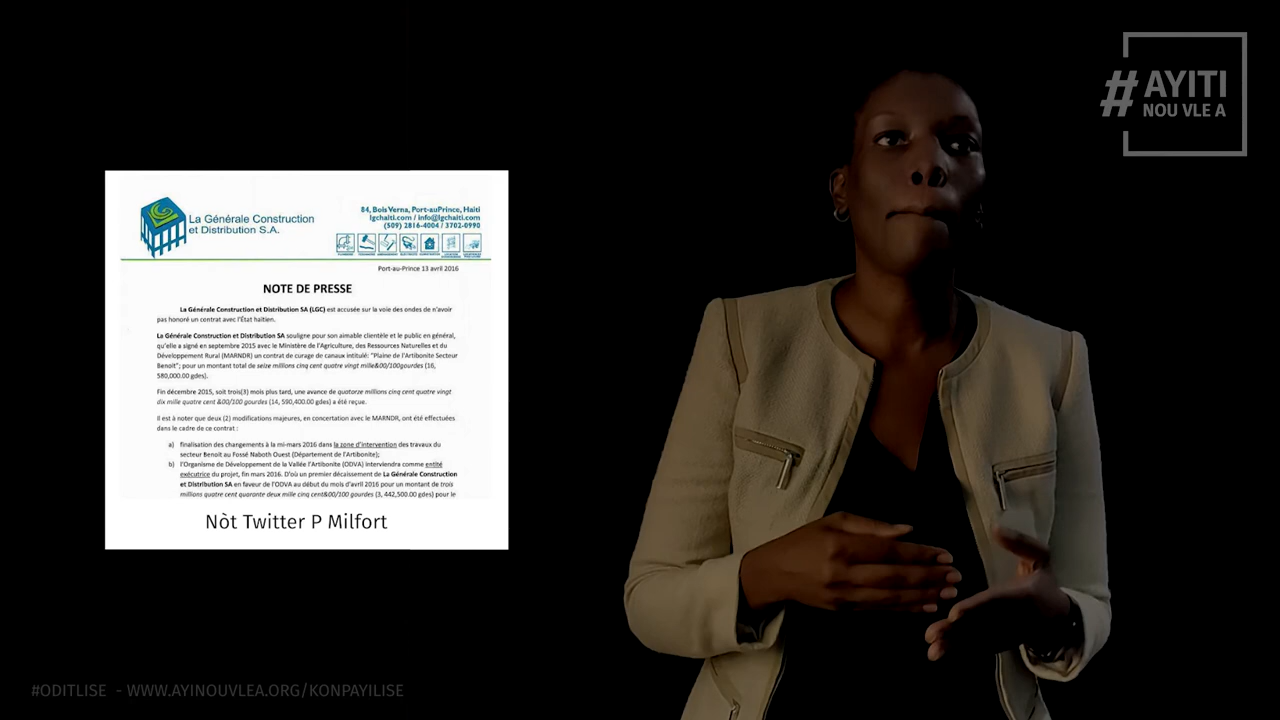 #AYITI
NOU VLE A
La Générale Construction
et Distribution S.A.
84, Bois Verna, Port-auPrince, Haiti
lgchaiti.com / info@lgchaiti.com
(509) 2816-4004 / 3702-0990
Port-au-Prince 13 avril 2016
NOTE DE PRESSE
La Générale Construction et Distribution SA (LGC) est accusée sur la voie des ondes de n'avoir
pas honoré un contrat avec l'État haïtien.
La Générale Construction et Distribution SA souligne pour son aimable clientèle et le public en général,
qu'elle a signé en septembre 2015 avec le Ministère de l'Agriculture, des Ressources Naturelles et du
Développement Rural (MARNDR) un contrat de curage de canaux intitulé: "Plaine de l'Artibonite Secteur
Benoit"; pour un montant total de seize millions cinq cent quatre vingt mille&00/100gourdes (16,
580,000.00 gdes).
Fin décembre 2015, soit trois(3) mois plus tard, une avance de quatorze millions cinq cent quatre vingt
dix mille quatre cent &00/100 gourdes (14, 590,400.00 gdes) a été reçue.
Il est à noter que deux (2) modifications majeures, en concertation avec le MARNDR, ont été effectuées
dans le cadre de ce contrat :
a) finalisation des changements à la mi-mars 2016 dans la zone d'intervention des travaux du
secteur Benoit au Fossé Naboth Ouest (Département de l'Artibonite);
b) l'Organisme de Développement de la Vallée l'Artibonite (ODVA) interviendra comme entité
exécutrice du projet, fin mars 2016. D'où un premier décaissement de La Générale Construction
et Distribution SA en faveur de l'ODVA au début du mois d'avril 2016 pour un montant de trois
millions quatre cent quarante deux mille cinq cent&00/100 gourdes (3, 442,500.00 gdes) pour le
Nòt Twitter P Milfort
#ODITLISE - WWW.AYINOUVLEA.ORG/KONPAYILISE